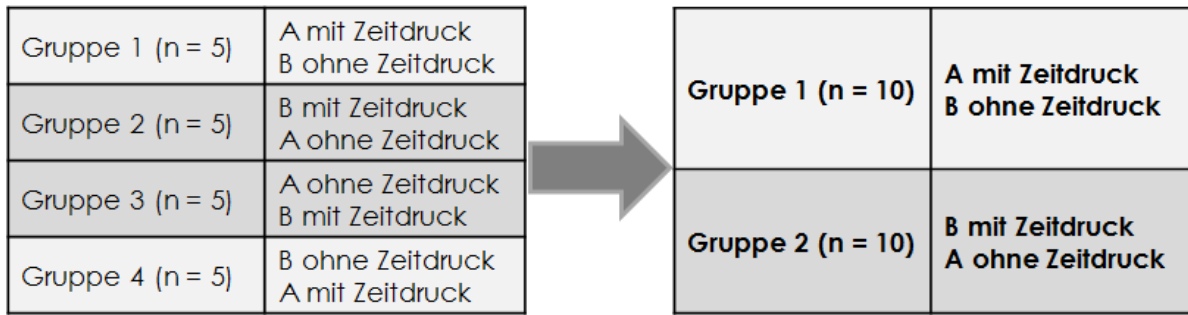 Gruppe 1 (n = 5)
A mit Zeitdruck
B ohne Zeitdruck
Gruppe 2 (n = 5)
B mit Zeitdruck
A ohne Zeitdruck
Gruppe 3 (n = 5)
A ohne Zeitdruck
B mit Zeitdruck
Gruppe 4 (n = 5)
B ohne Zeitdruck
A mit Zeitdruck
Gruppe 1 (n = 10)
A mit Zeitdruck
B ohne Zeitdruck
Gruppe 2 (n = 10)
B mit Zeitdruck
A ohne Zeitdruck